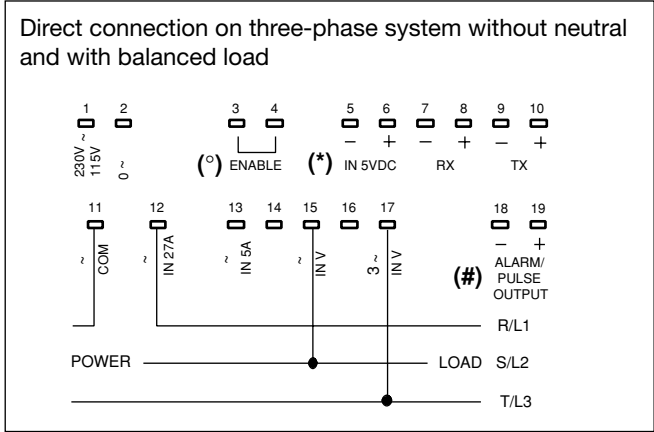 Direct connection on three-phase system without neutral
and with balanced load
1 2 3 4 5 6 7 8 9 10
− + − + − +
230V ~
115V
0 ~
(°) ENABLE (*) IN 5VDC RX TX
11 12 13 14 15 16 17 18 19
− +
~ COM
~ IN 27A
~ IN 5A
~ IN V
3 ~ IN V
(#) ALARM/
PULSE
OUTPUT
R/L1
POWER LOAD S/L2
T/L3